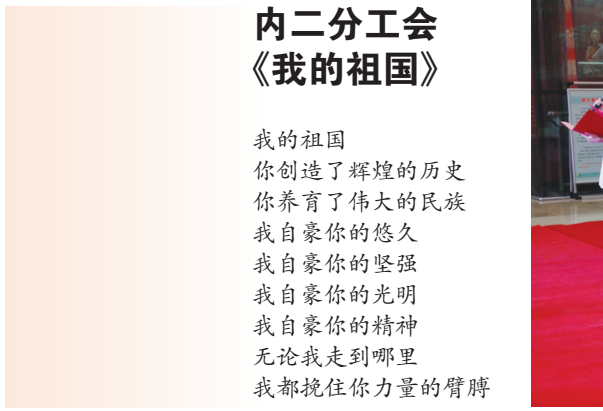 内二分工会
《我的祖国》
我的祖国
你创造了辉煌的历史
你养育了伟大的民族
我自豪你的悠久
我自豪你的坚强
我自豪你的光明
我自豪你的精神
无论我走到哪里
我都挽住你力量的臂膊